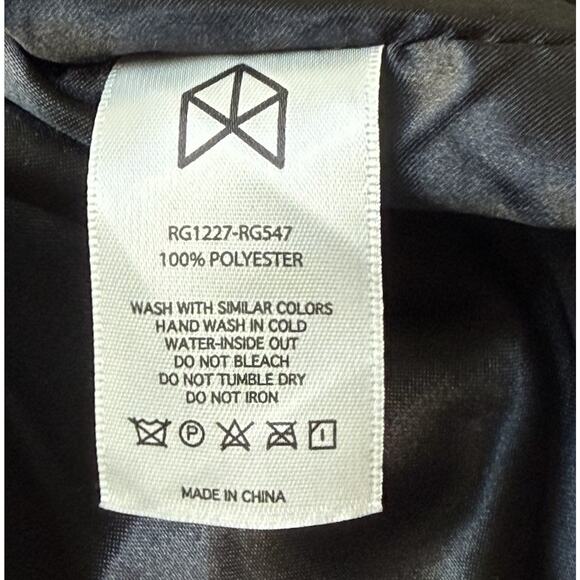 RG1227-RG547
100% POLYESTER
WASH WITH SIMILAR COLORS
HAND WASH IN COLD
WATER-INSIDE OUT
DO NOT BLEACH
DO NOT TUMBLE DRY
DO NOT IRON
P
MADE IN CHINA